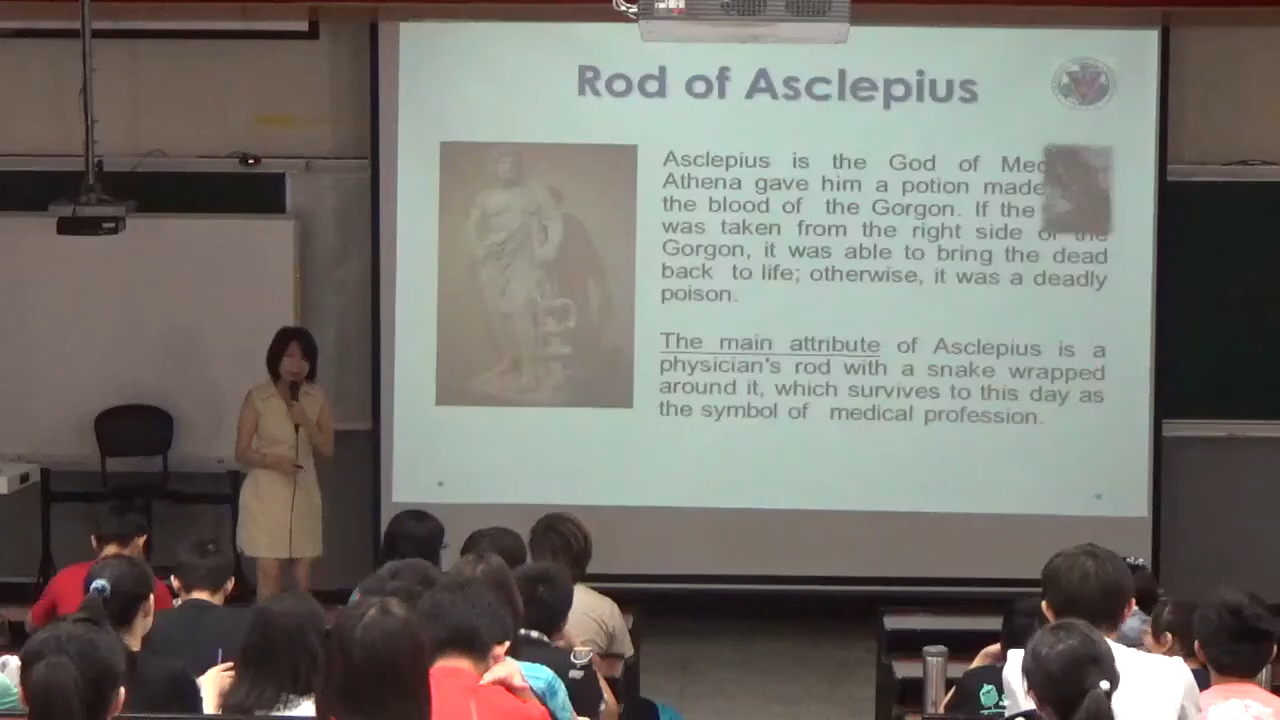 Rod of Asclepius
Asclepius is the God of
Athena gave him a potion made
the blood of the Gorgon. If the
was taken from the right side of the
Gorgon, it was able to bring the dead
back to life; otherwise, it was a deadly
poison.
The main attribute of Asclepius is a
physician's rod with a snake wrapped
around it, which survives to this day as
the symbol of medical profession.